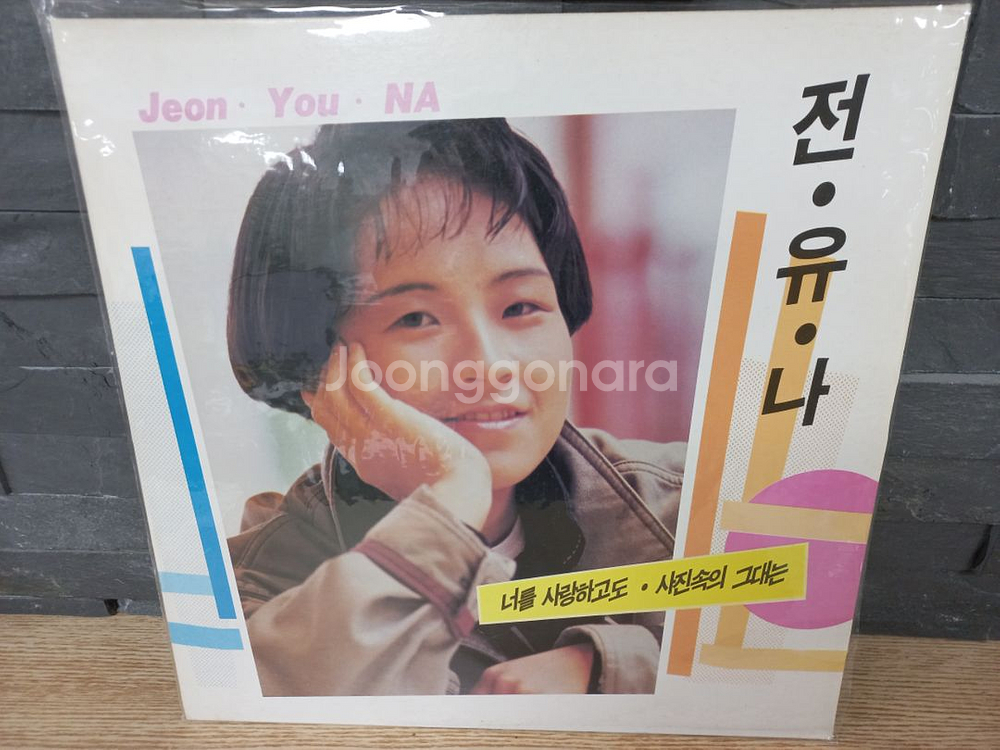 Jeon · You · NA
전·유·나
Joonggonara
너를 사랑하고도 · 사진속의 그대는